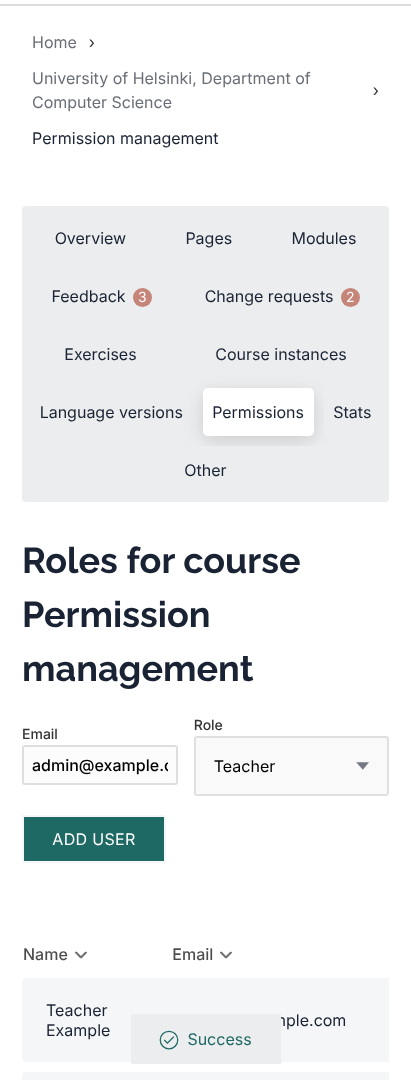 Home
University of Helsinki, Department of
Computer Science
Permission management
Overview Pages Modules
Feedback 3 Change requests 2
Exercises Course instances
Language versions Permissions Stats
Other
Roles for course
Permission
management
Email
Role
admin@example.c
Teacher
ADD USER
Name Email
Teacher
Example
mple.com
Success